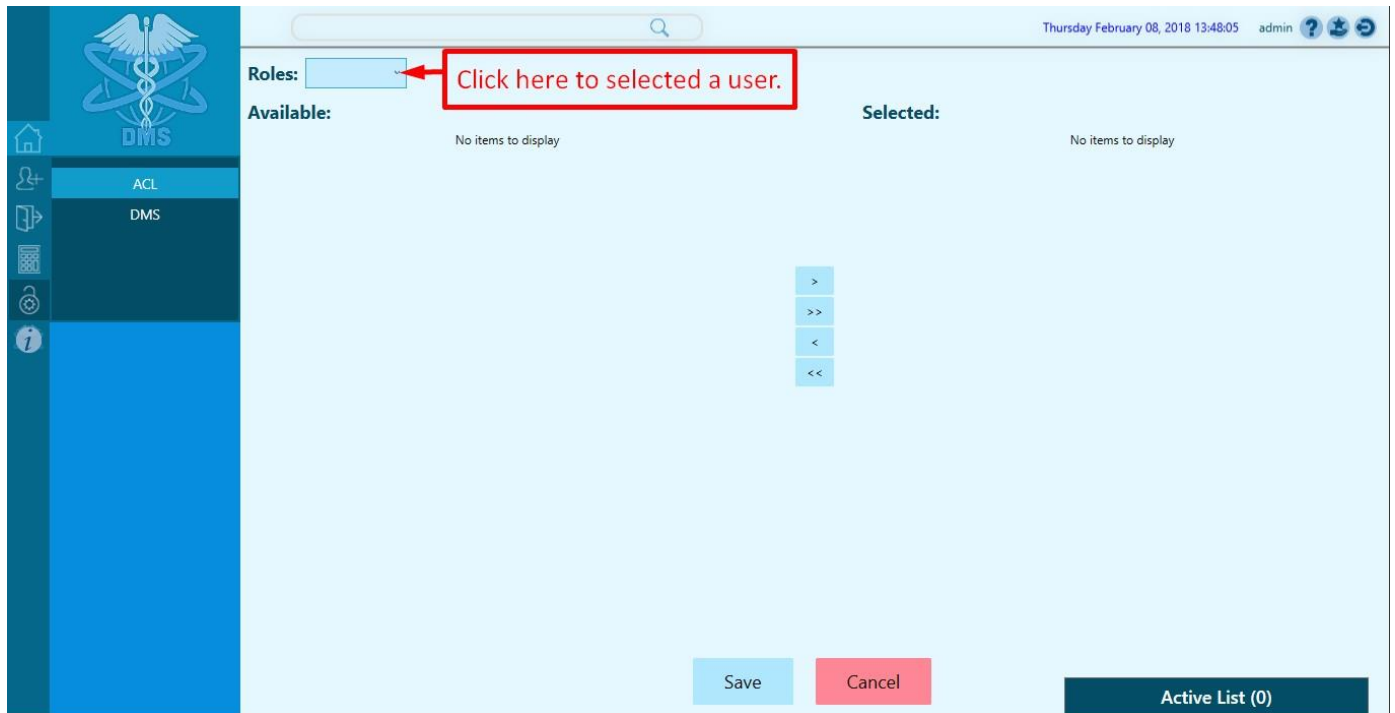 Thursday February 08, 2018 13:48:05 admin ?
Roles: Click here to selected a user.
Available: Selected:
No items to display No items to display
DMS
ACL
DMS
>
>>
<
<<
i
Save Cancel
Active List (0)